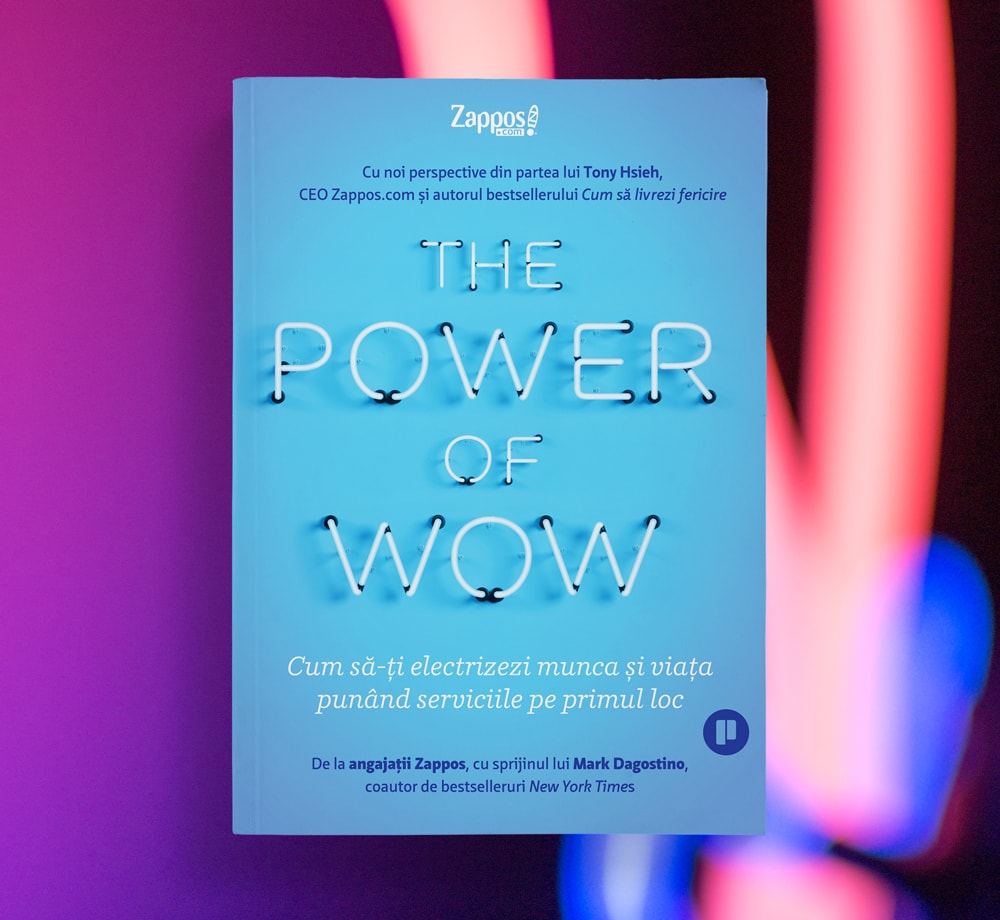 Zappos!
.com
Cu noi perspective din partea lui Tony Hsieh,
CEO Zappos.com și autorul bestsellerului Cum să livrezi fericire
THE
POWER
OF
WOW
Cum să-ți electrizezi munca și viața
punând serviciile pe primul loc
De la angajații Zappos, cu sprijinul lui Mark Dagostino,
coautor de bestselleruri New York Times